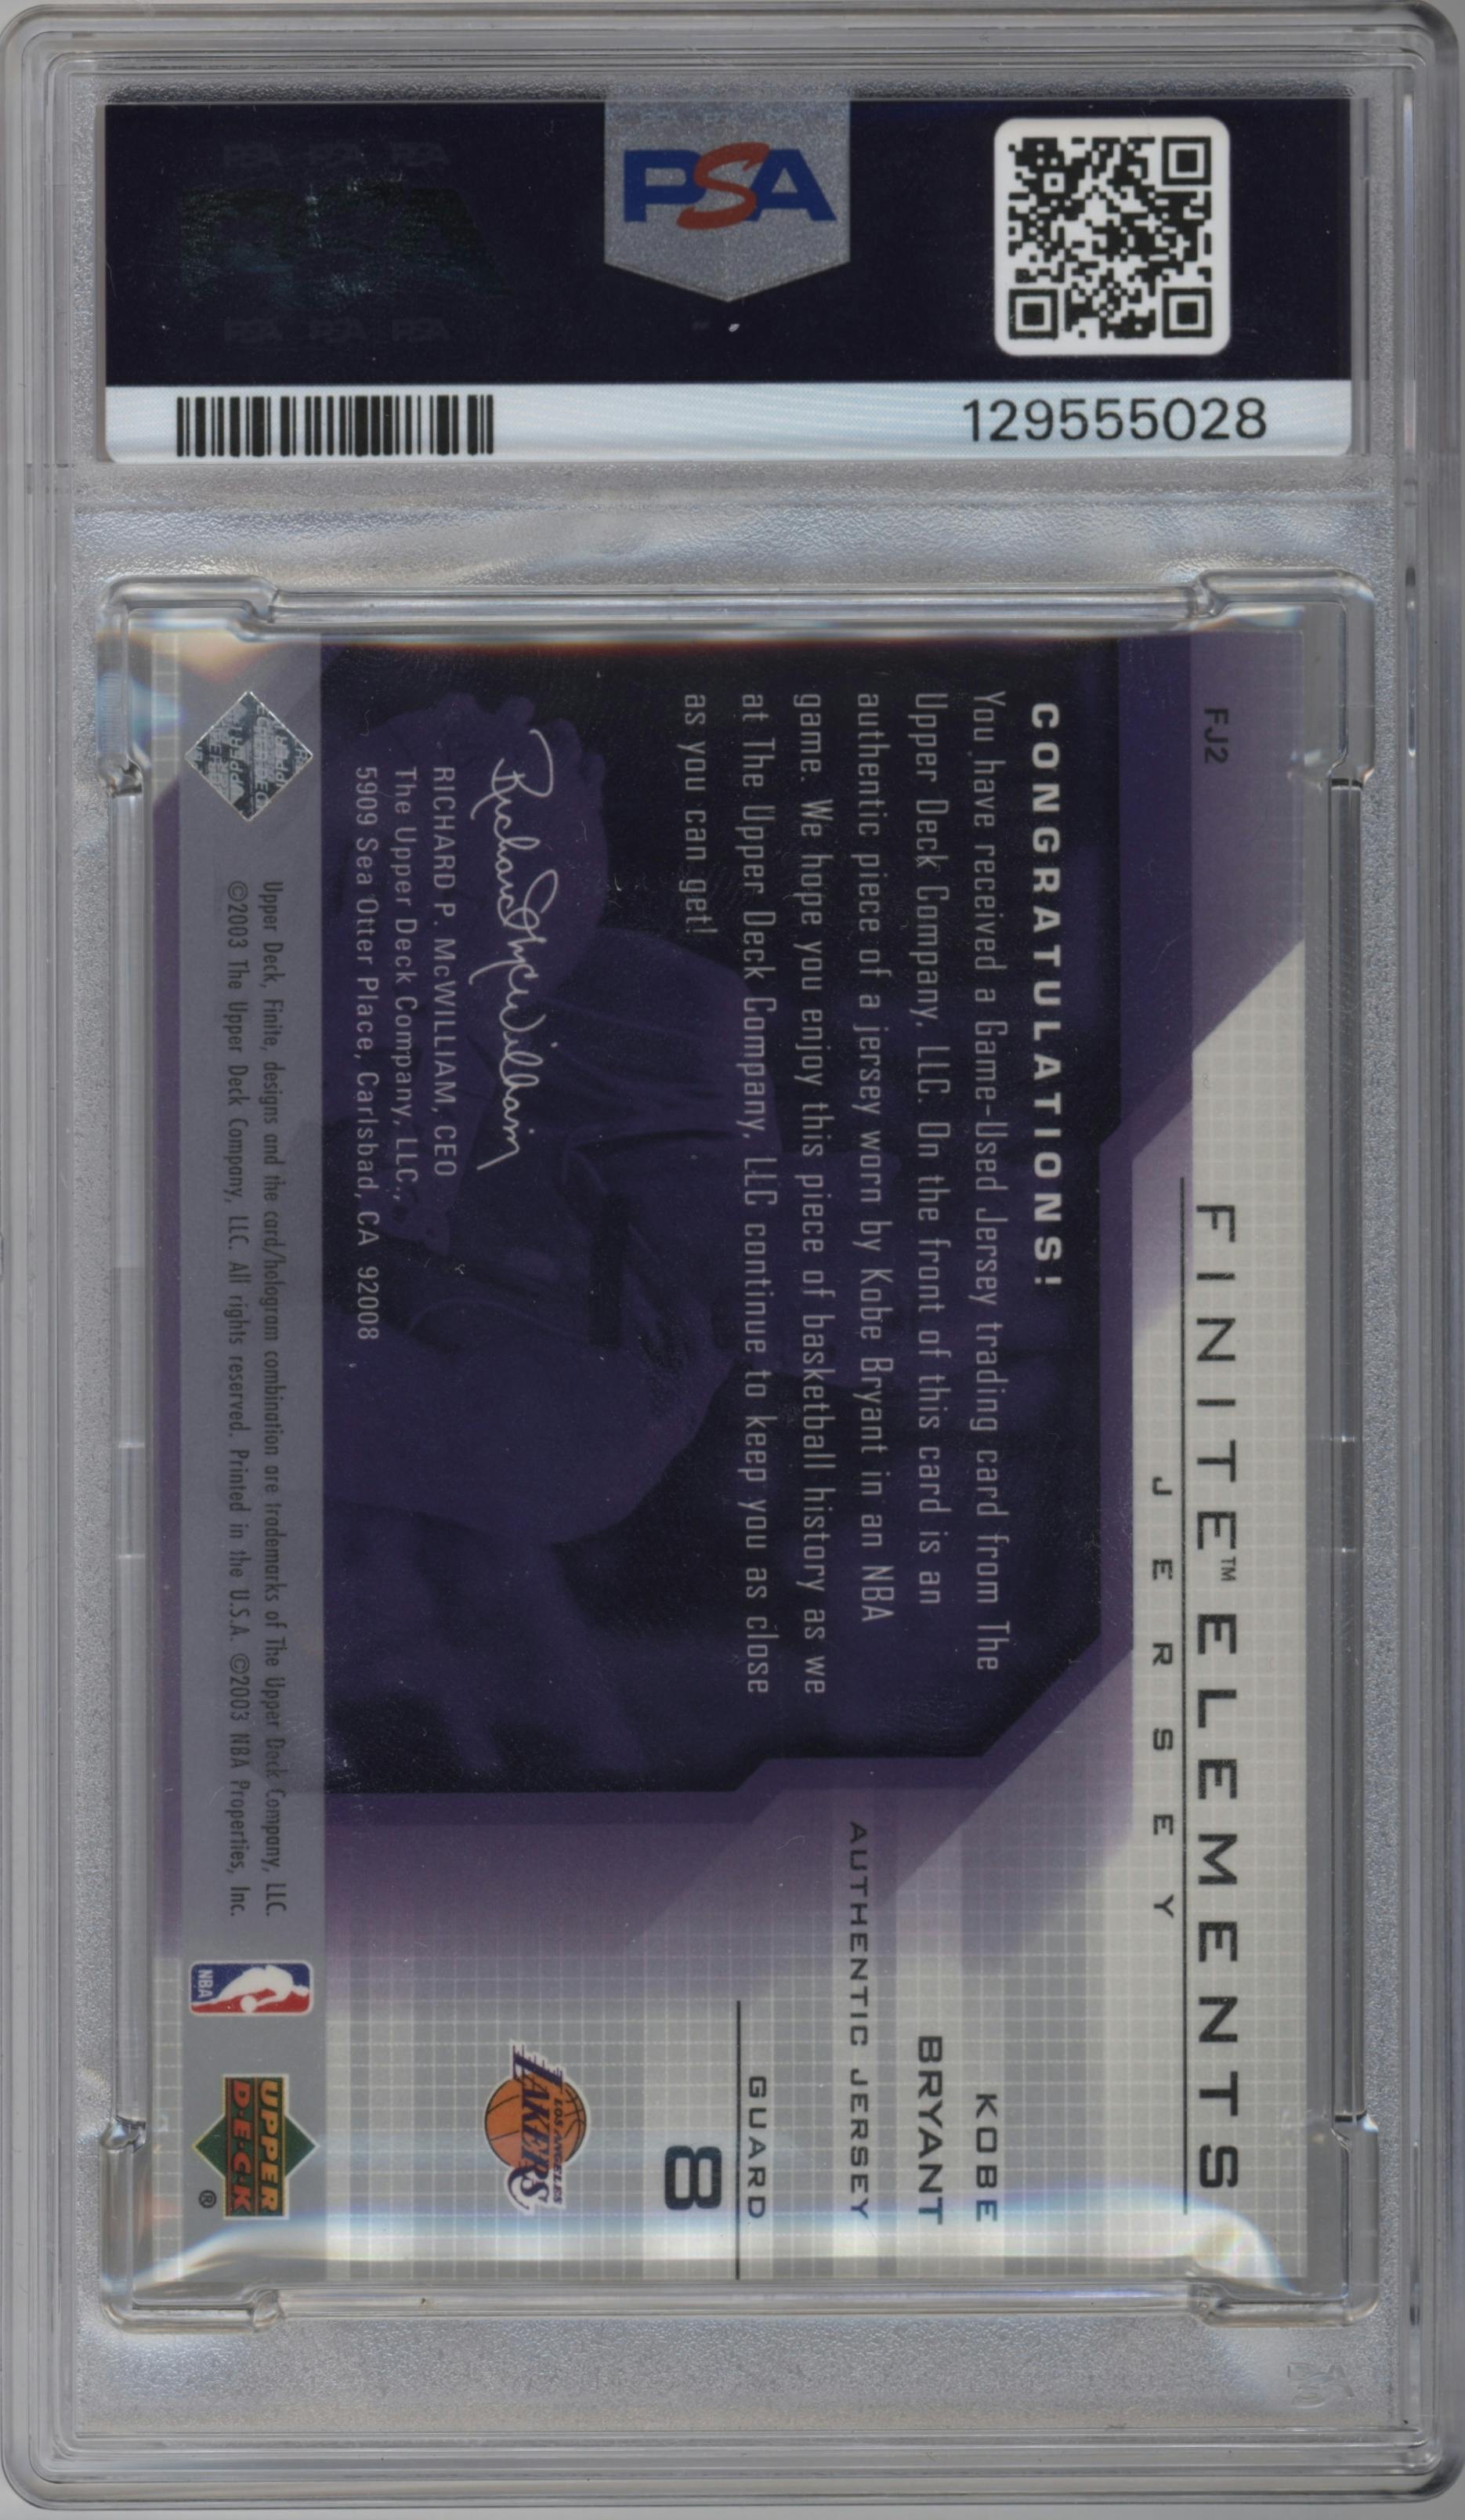 PSA
129555028
FJ2
FINITE™ ELEMENTS
JERSEY
CONGRATULATIONS!
You have received a Game-Used Jersey trading card from The
Upper Deck Company, LLC. On the front of this card is an
authentic piece of a jersey worn by Kobe Bryant in an NBA
game. We hope you enjoy this piece of basketball history as we
at The Upper Deck Company, LLC continue to keep you as close
as you can get!
Richard McWilliam
RICHARD P. McWILLIAM, CEO
The Upper Deck Company, LLC.,
5909 Sea Otter Place, Carlsbad, CA 92008
KOBE
BRYANT
AUTHENTIC JERSEY
GUARD
8
LOS ANGELES
LAKERS
Upper Deck, Finite, designs and the card/hologram combination are trademarks of The Upper Deck Company, LLC.
©2003 The Upper Deck Company, LLC. All rights reserved. Printed in the U.S.A. ©2003 NBA Properties, Inc.
NBA
UPPER
D.E.C.K
®